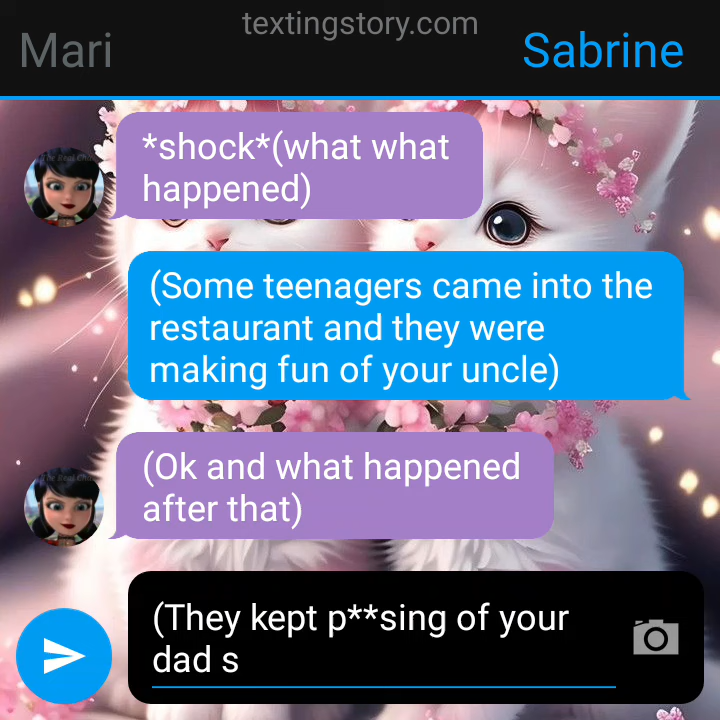 textingstory.com
Mari
Sabrine
*shock*(what what
happened)
(Some teenagers came into the
restaurant and they were
making fun of your uncle)
(Ok and what happened
after that)
(They kept p**sing of your
dad s